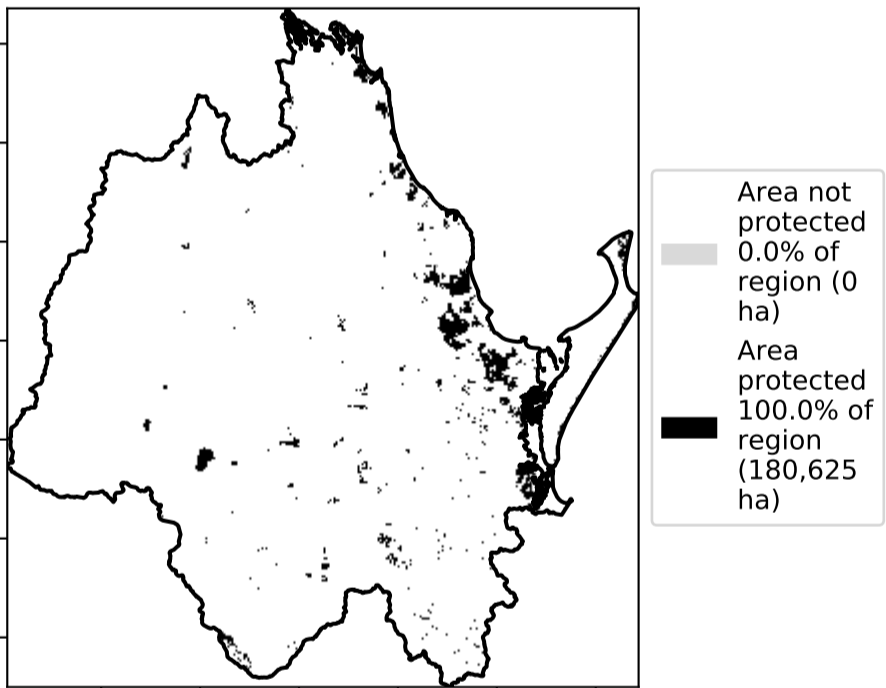 Area not
protected
0.0% of
region (0
ha)
Area
protected
100.0% of
region
(180,625
ha)